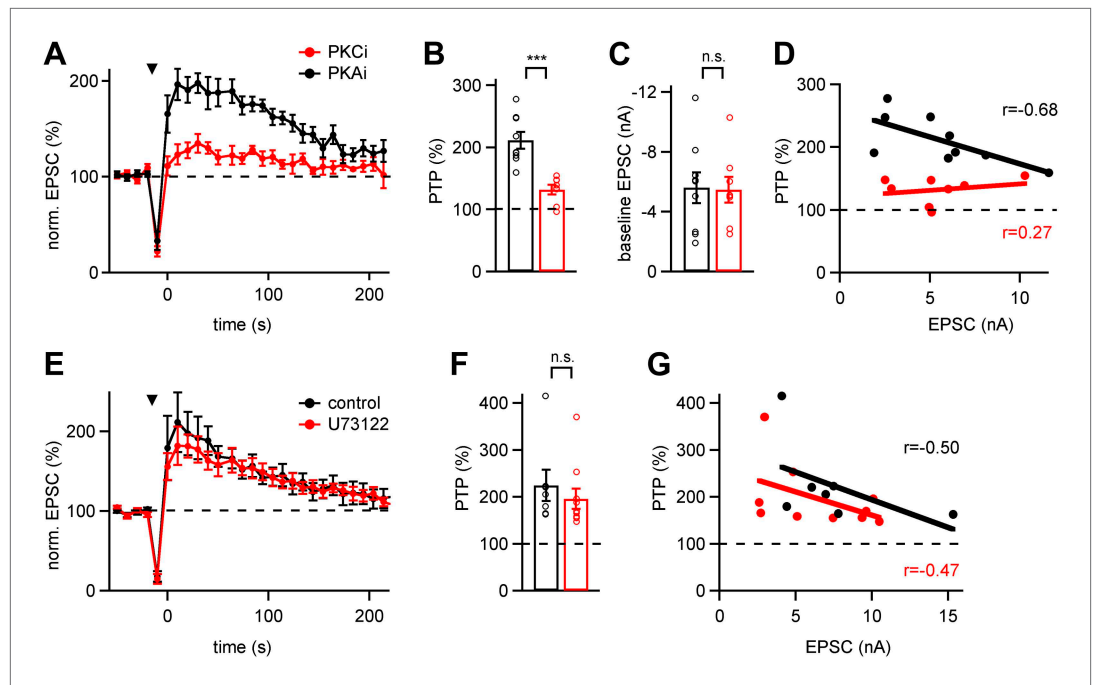 A
PKCi
PKAi
norm. EPSC (%)
200
100
0
0
100
200
time (s)
B
***
PTP (%)
300
200
100
0
C
n.s.
baseline EPSC (nA)
-12
-8
-4
0
D
PTP (%)
300
200
100
0
r=-0.68
r=0.27
0
5
10
EPSC (nA)
E
control
U73122
norm. EPSC (%)
200
100
0
0
100
200
time (s)
F
n.s.
PTP (%)
400
300
200
100
0
G
PTP (%)
400
300
200
100
0
r=-0.50
r=-0.47
0
5
10
15
EPSC (nA)